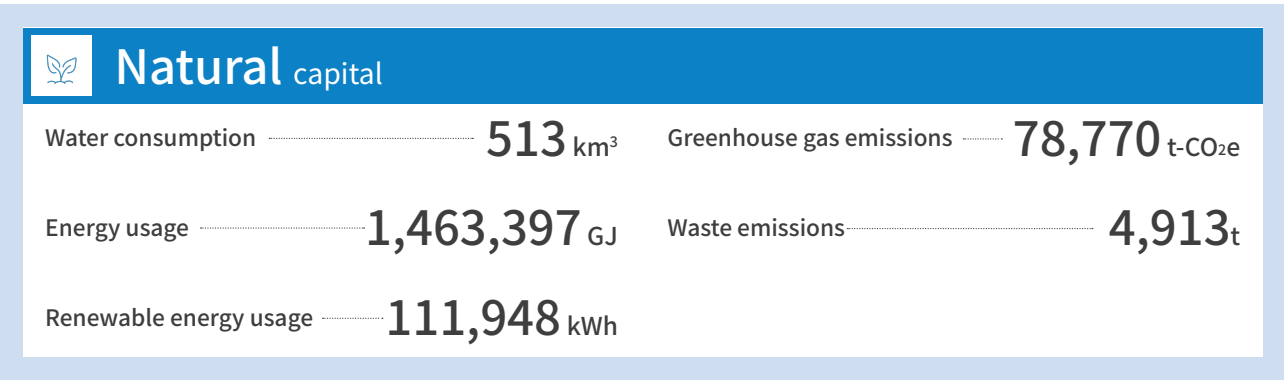 Natural capital
Water consumption 513 km³
Greenhouse gas emissions 78,770 t-CO₂e
Energy usage 1,463,397 GJ
Waste emissions 4,913t
Renewable energy usage 111,948 kWh